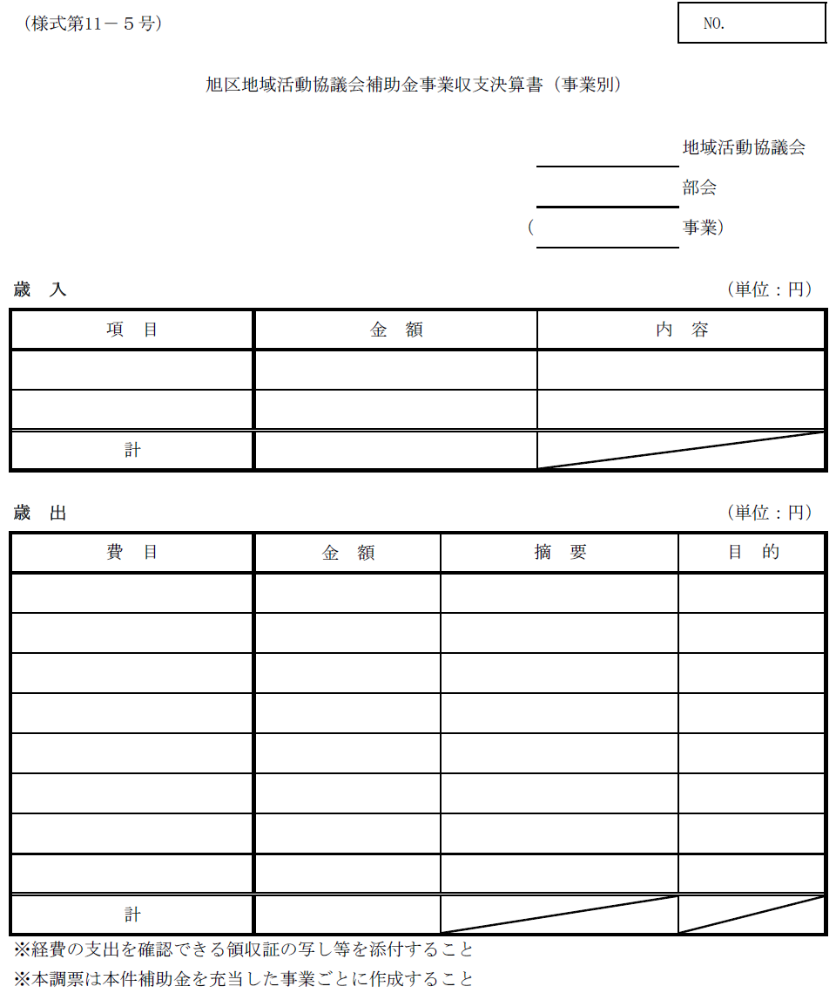 （様式第11－５号）
NO.
旭区地域活動協議会補助金事業収支決算書（事業別）
地域活動協議会
部会
（ 事業）
歳　入 （単位：円）
項　目 金　額 内　容
計
歳　出 （単位：円）
費　目 金　額 摘　要 目　的
計
※経費の支出を確認できる領収証の写し等を添付すること
※本調票は本件補助金を充当した事業ごとに作成すること